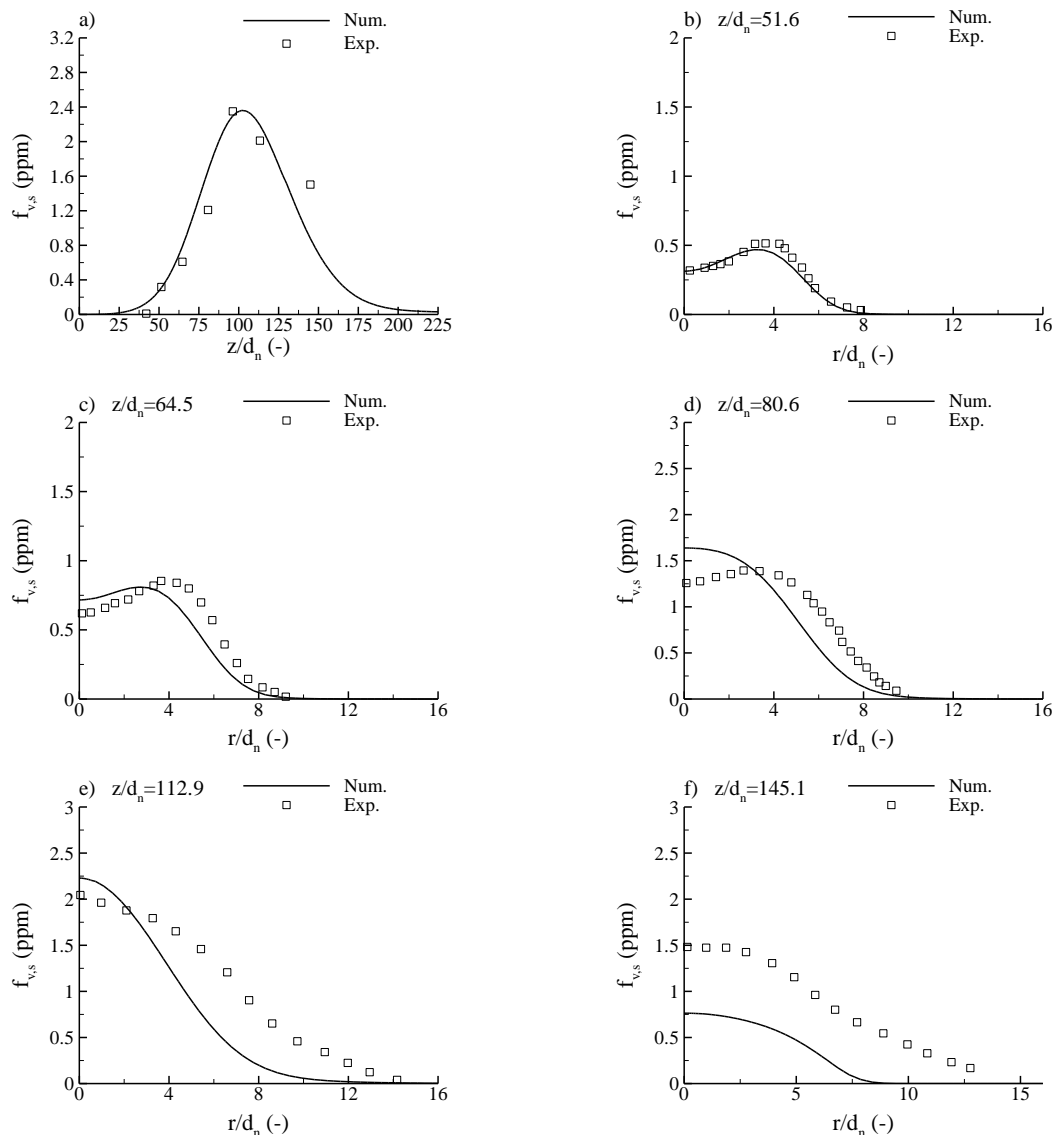 a)
Num.
Exp.
3.2
2.8
2.4
2
1.6
1.2
0.8
0.4
0
f_v,s (ppm)
0 25 50 75 100 125 150 175 200 225
z/d_n (-)
b) z/d_n=51.6
Num.
Exp.
2
1.5
1
0.5
0
f_v,s (ppm)
0 4 8 12 16
r/d_n (-)
c) z/d_n=64.5
Num.
Exp.
2
1.5
1
0.5
0
f_v,s (ppm)
0 4 8 12 16
r/d_n (-)
d) z/d_n=80.6
Num.
Exp.
3
2.5
2
1.5
1
0.5
0
f_v,s (ppm)
0 4 8 12 16
r/d_n (-)
e) z/d_n=112.9
Num.
Exp.
3
2.5
2
1.5
1
0.5
0
f_v,s (ppm)
0 4 8 12 16
r/d_n (-)
f) z/d_n=145.1
Num.
Exp.
3
2.5
2
1.5
1
0.5
0
f_v,s (ppm)
0 5 10 15
r/d_n (-)